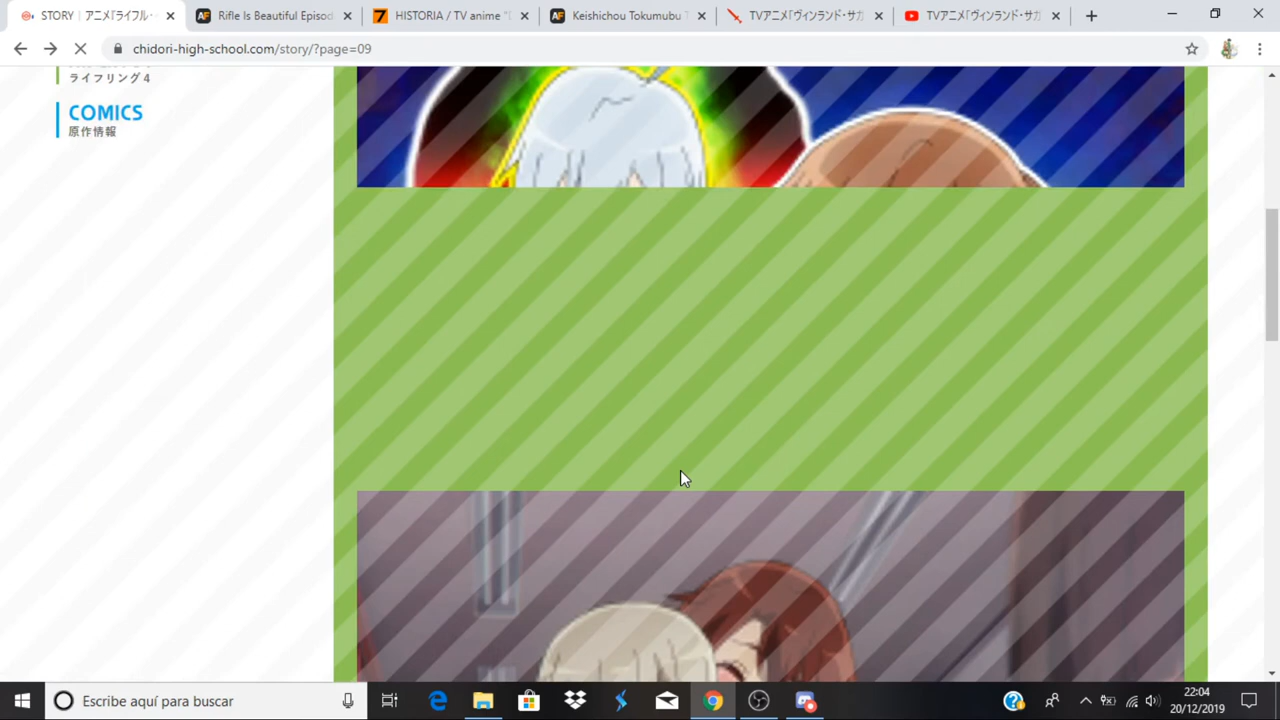 STORY｜アニメ『ライフル・
Rifle Is Beautiful Episod
HISTORIA / TV anime "(
Keishichou Tokumubu T
TVアニメ「ヴィンランド・サガ
TVアニメ「ヴィンランド・サガ
chidori-high-school.com/story/?page=09
ライフリング4
COMICS
原作情報
Escribe aquí para buscar
22:04
20/12/2019